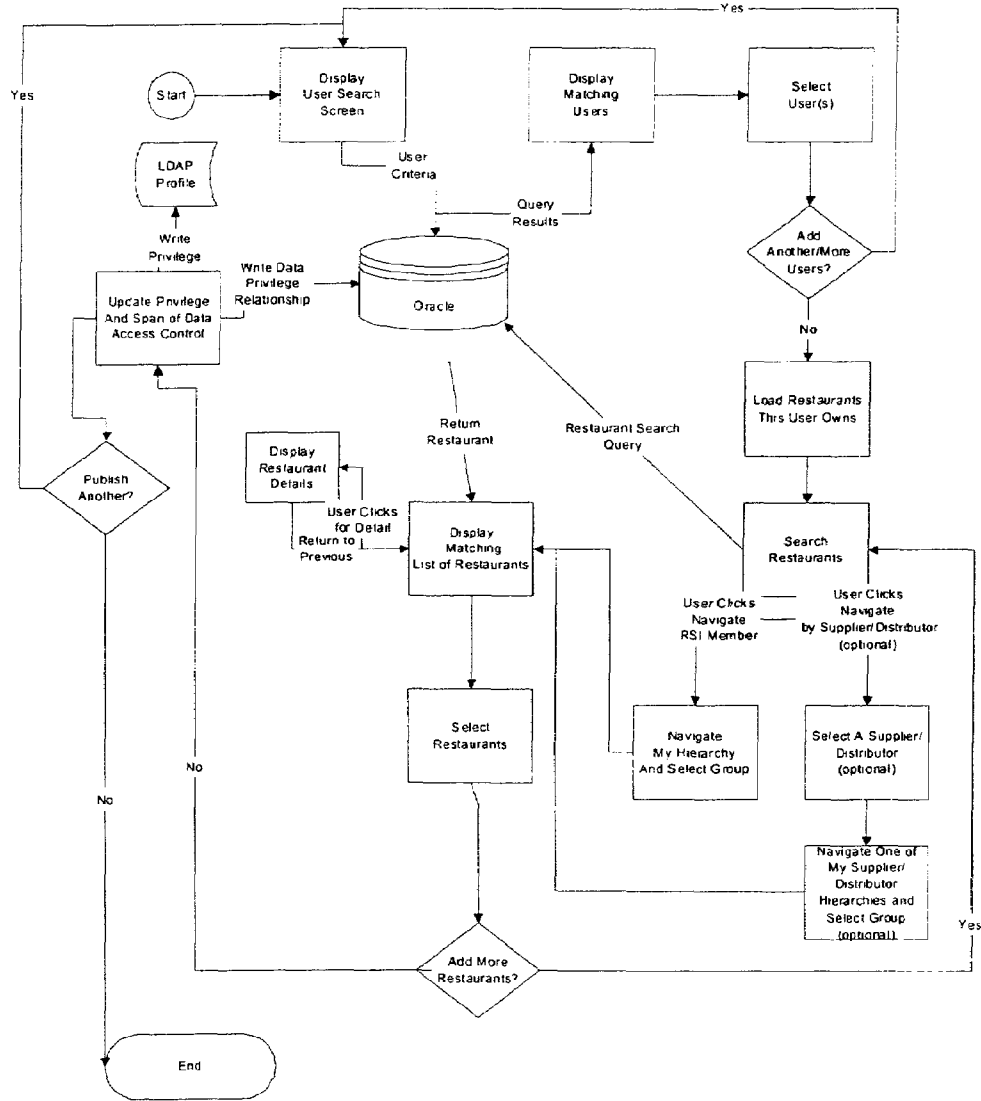 Yes
Yes
Start
Display
User Search
Screen
Display
Matching
Users
Select
User(s)
LDAP
Profile
User
Criteria
Query
Results
Write
Privilege
Write Data
Privilege
Relationship
Add
Another/More
Users?
Update Privilege
And Span of Data
Access Control
Oracle
No
Load Restaurants
This User Owns
Return
Restaurant
Restaurant Search
Query
Display
Restaurant
Details
Publish
Another?
User Clicks
for Detail
Return to
Previous
Display
Matching
List of Restaurants
Search
Restaurants
User Clicks
Navigate
RSI Member
User Clicks
Navigate
by Supplier/Distributor
(optional)
Select
Restaurants
Navigate
My Hierarchy
And Select Group
Select A Supplier/
Distributor
(optional)
No
No
Navigate One of
My Supplier/
Distributor
Hierarchies and
Select Group
(optional)
Yes
Add More
Restaurants?
End